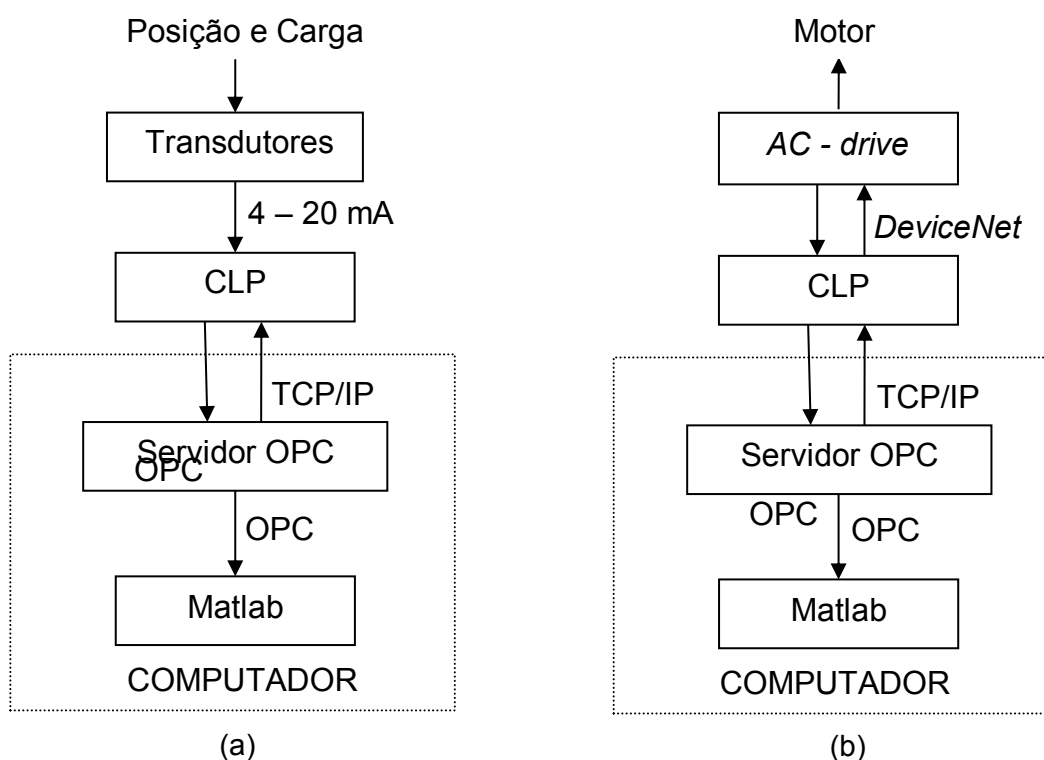 Posição e Carga
Transdutores
4 – 20 mA
CLP
TCP/IP
Servidor OPC
OPC
OPC
Matlab
COMPUTADOR
(a)
Motor
AC - drive
DeviceNet
CLP
TCP/IP
Servidor OPC
OPC
OPC
Matlab
COMPUTADOR
(b)